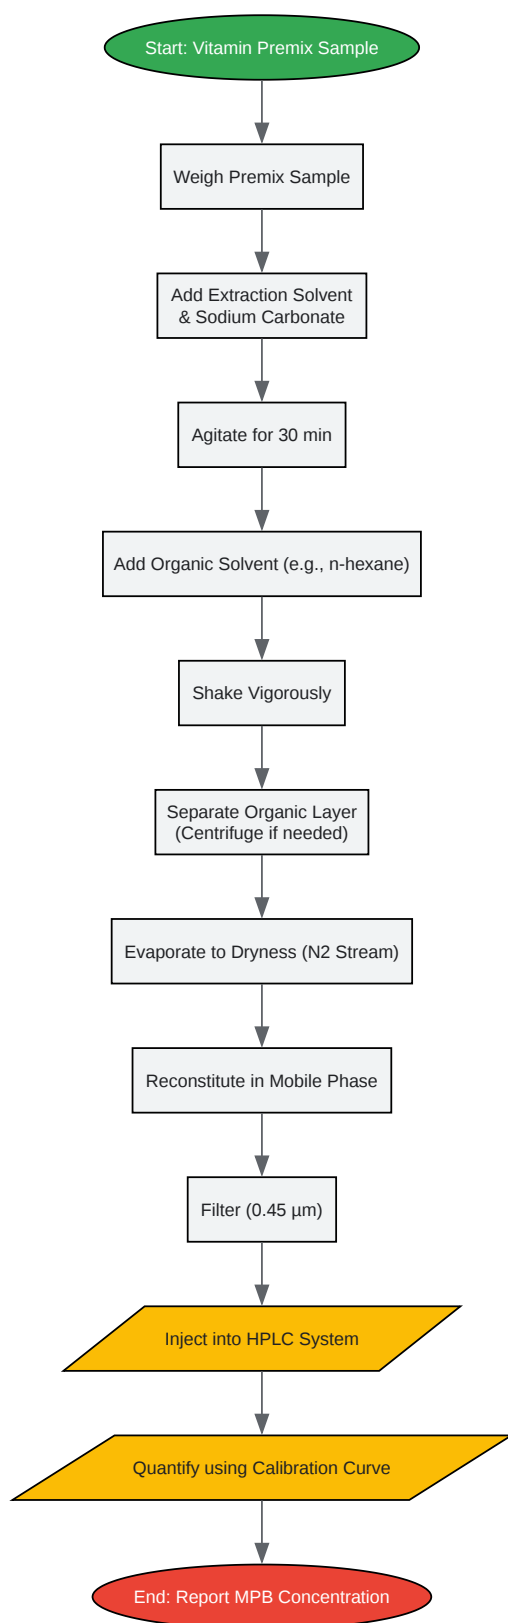 Start: Vitamin Premix Sample
Weigh Premix Sample
Add Extraction Solvent
& Sodium Carbonate
Agitate for 30 min
Add Organic Solvent (e.g., n-hexane)
Shake Vigorously
Separate Organic Layer
(Centrifuge if needed)
Evaporate to Dryness (N2 Stream)
Reconstitute in Mobile Phase
Filter (0.45 µm)
Inject into HPLC System
Quantify using Calibration Curve
End: Report MPB Concentration